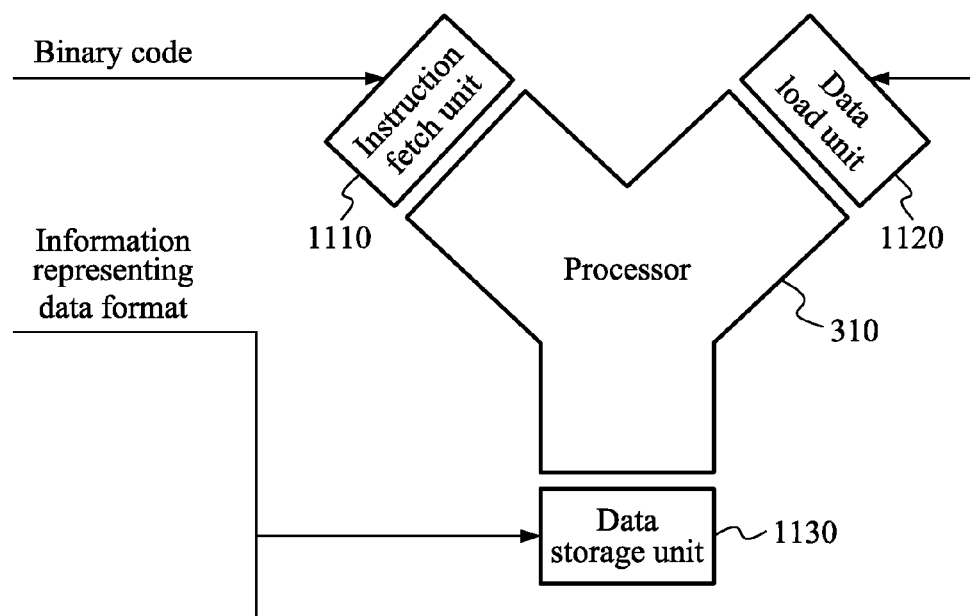 Binary code
Instruction
fetch unit
1110
Data
load unit
1120
Information
representing
data format
Processor
310
Data
storage unit
1130